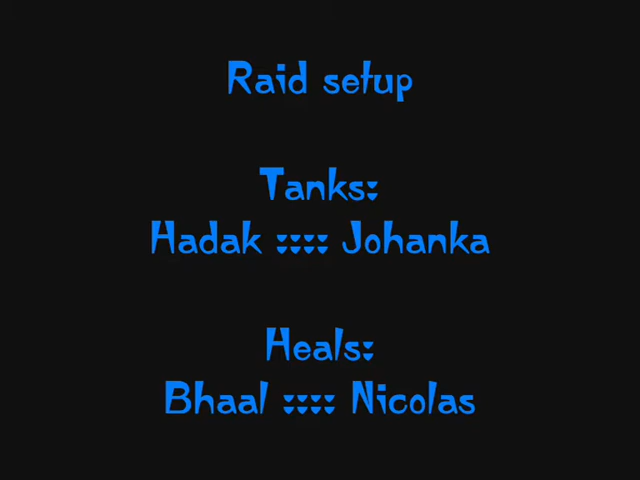 Raid setup
Tanks:
Hadak :::: Johanka
Heals:
Bhaal :::: Nicolas